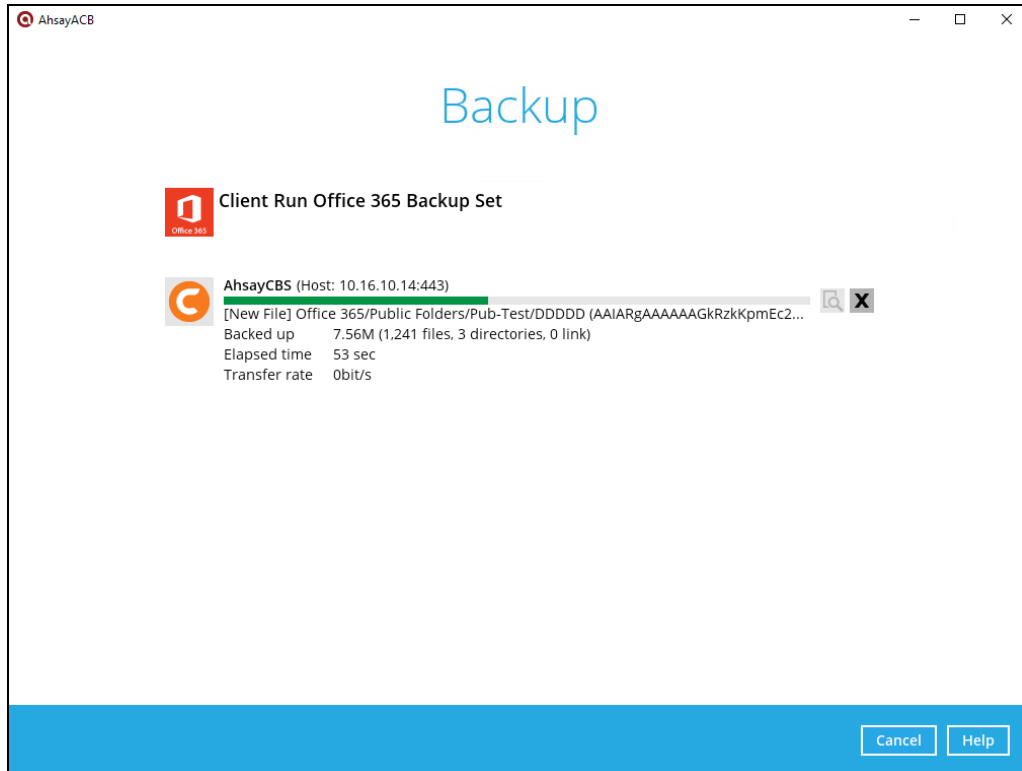 AhsayACB
Backup
Office 365
Client Run Office 365 Backup Set
AhsayCBS (Host: 10.16.10.14:443)
[New File] Office 365/Public Folders/Pub-Test/DDDDD (AAIARgAAAAAAGkRzkKpmEc2...
Backed up 7.56M (1,241 files, 3 directories, 0 link)
Elapsed time 53 sec
Transfer rate 0bit/s
X
Cancel Help